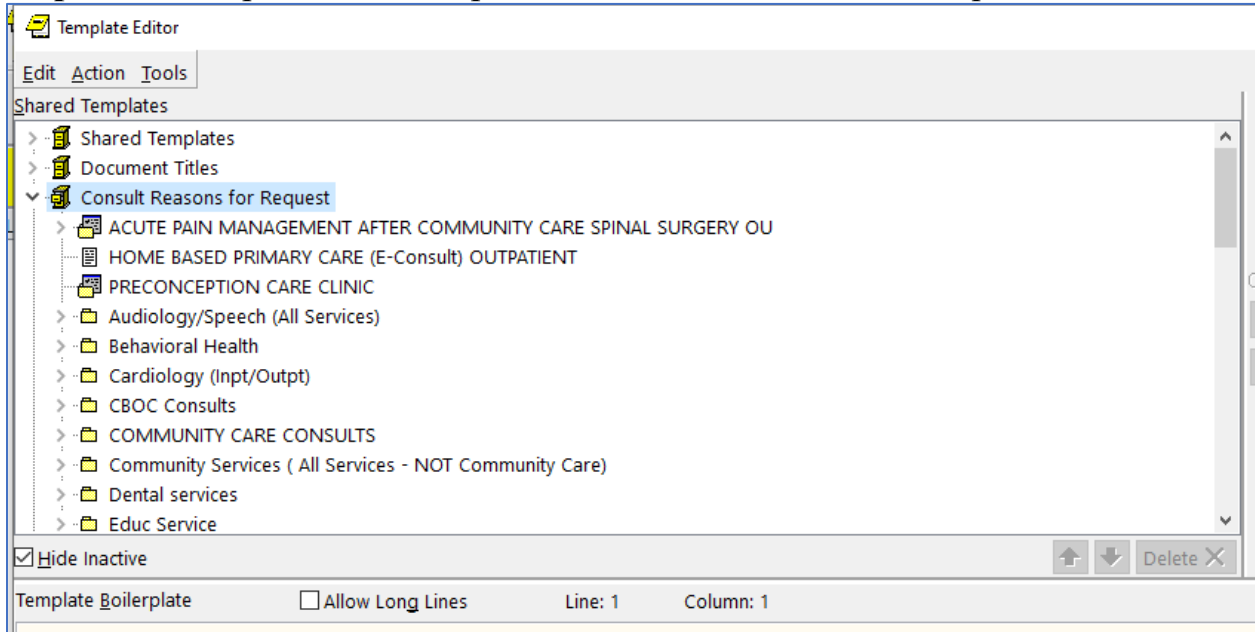 Template Editor
Edit Action Tools
Shared Templates
Shared Templates
Document Titles
Consult Reasons for Request
ACUTE PAIN MANAGEMENT AFTER COMMUNITY CARE SPINAL SURGERY OU
HOME BASED PRIMARY CARE (E-Consult) OUTPATIENT
PRECONCEPTION CARE CLINIC
Audiology/Speech (All Services)
Behavioral Health
Cardiology (Inpt/Outpt)
CBOC Consults
COMMUNITY CARE CONSULTS
Community Services ( All Services - NOT Community Care)
Dental services
Educ Service
Hide Inactive Delete
Template Boilerplate Allow Long Lines Line: 1 Column: 1